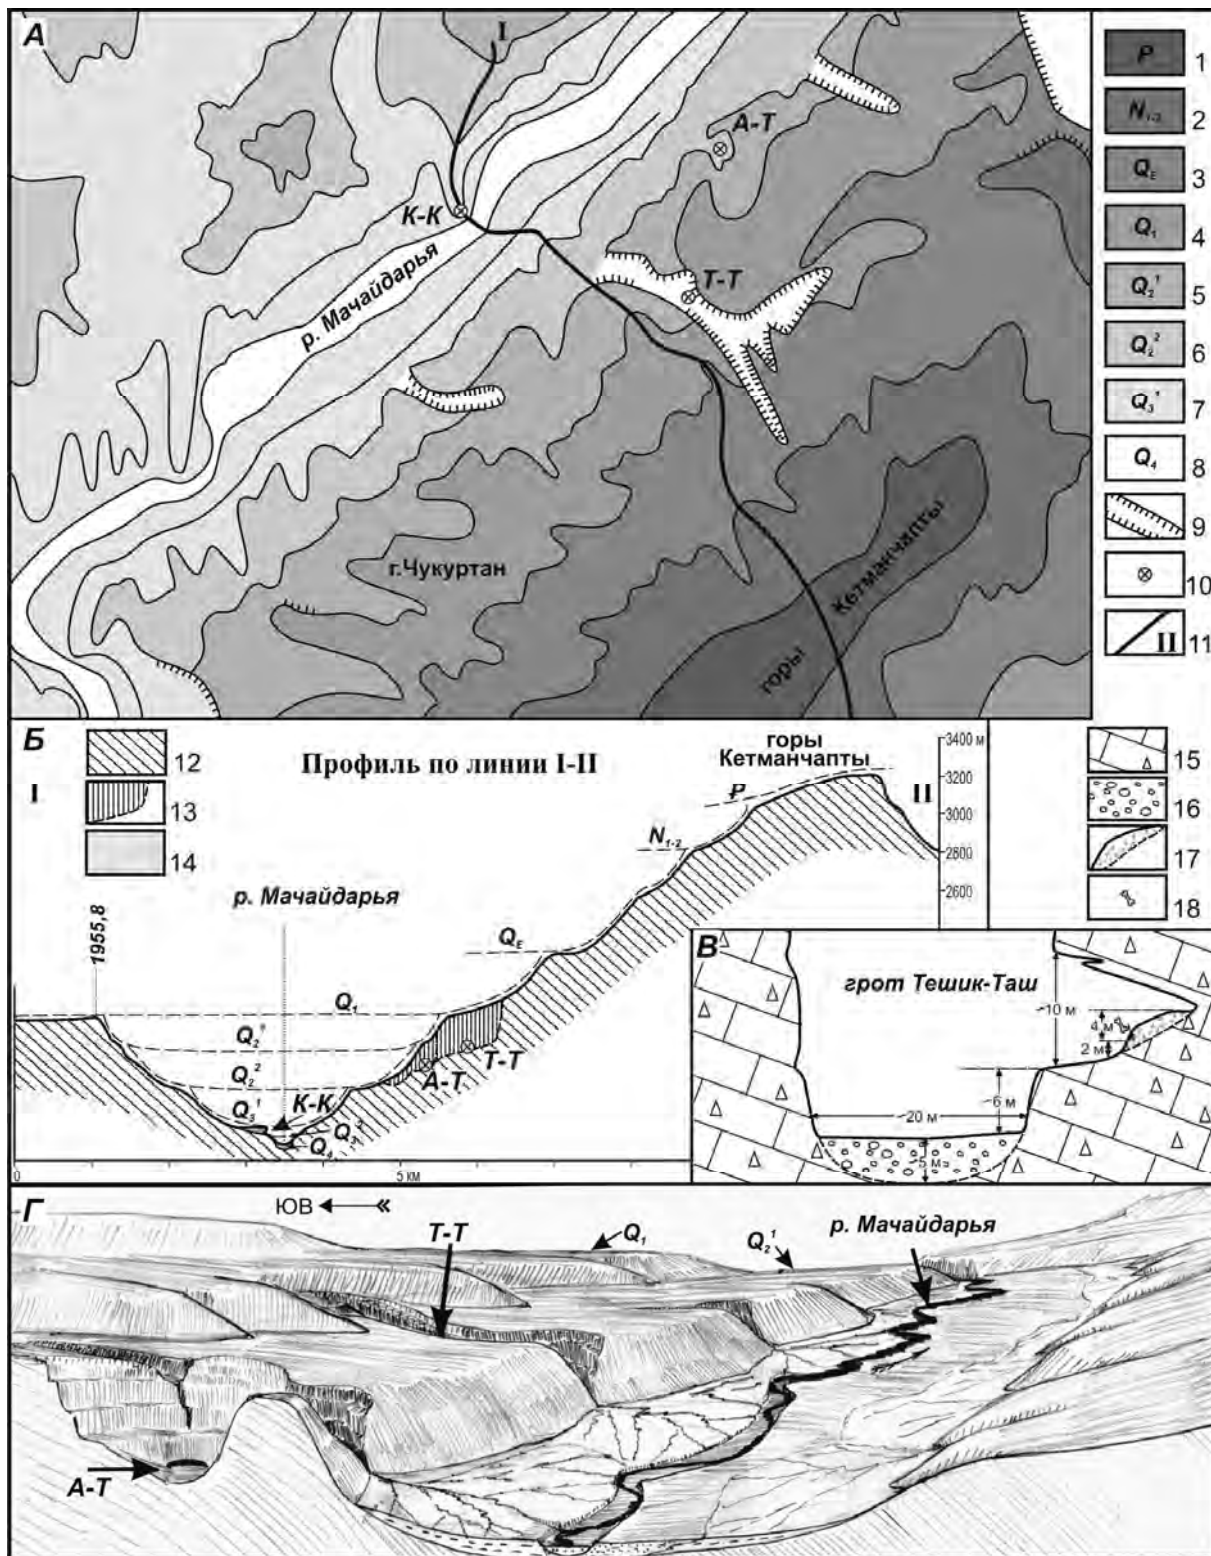 А
I
А-Т
К-К
Т-Т
р. Мачайдарья
г.Чукуртан
горы Кетманчапты
P 1
N₁₋₂ 2
Q_E 3
Q₁ 4
Q₂¹ 5
Q₂² 6
Q₃¹ 7
Q₄ 8
9
10
II 11
Б
12
13
14
I
Профиль по линии I-II
горы
Кетманчапты
II
P
N₁₋₂
Q_E
р. Мачайдарья
1955,8
Q₁
Q₂¹
Q₂²
Q₃¹
К-К
Q₃²
Q₄
А-Т
Т-Т
3400 м
3200
3000
2800
2600
0
5 км
15
16
17
18
В
грот Тешик-Таш
~10 м
4 м
2 м
~6 м
~20 м
~5 м
Г
ЮВ
Т-Т
Q₁
Q₂¹
р. Мачайдарья
А-Т